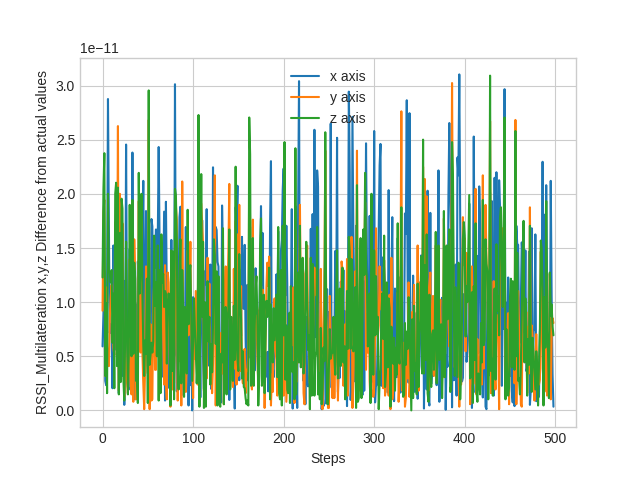 1e−11
RSSI_Multilateration x,y,z Difference from actual values
3.0
2.5
2.0
1.5
1.0
0.5
0.0
x axis
y axis
z axis
0
100
200
300
400
500
Steps